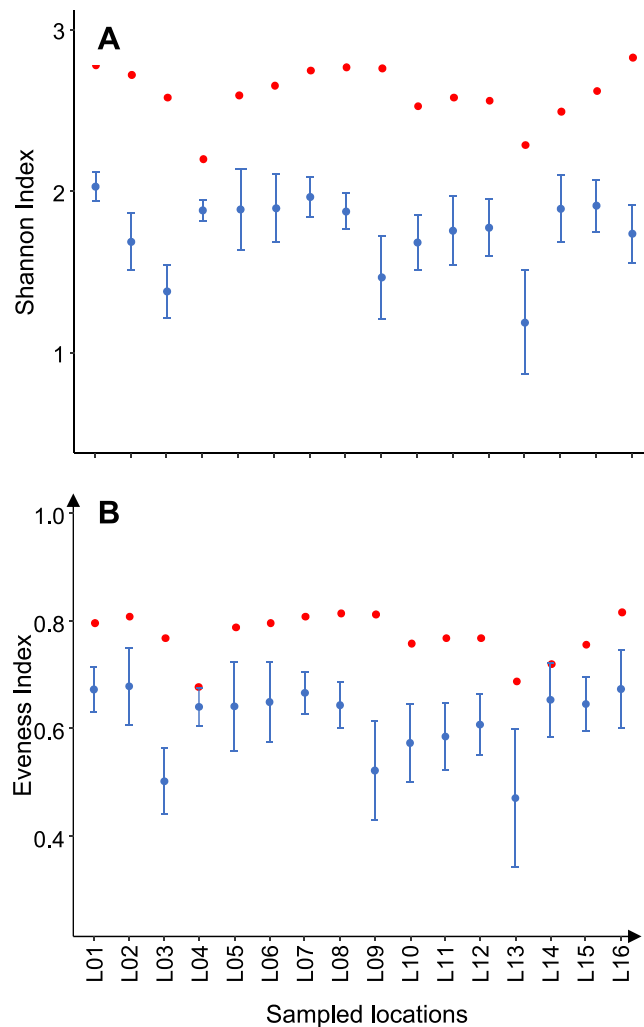 A
3
2
1
Shannon Index
B
1.0
0.8
0.6
0.4
Eveness Index
L01 L02 L03 L04 L05 L06 L07 L08 L09 L10 L11 L12 L13 L14 L15 L16
Sampled locations